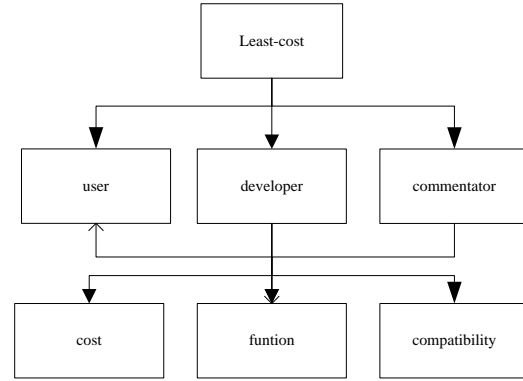 Least-cost
user
developer
commentator
cost
funtion
compatibility